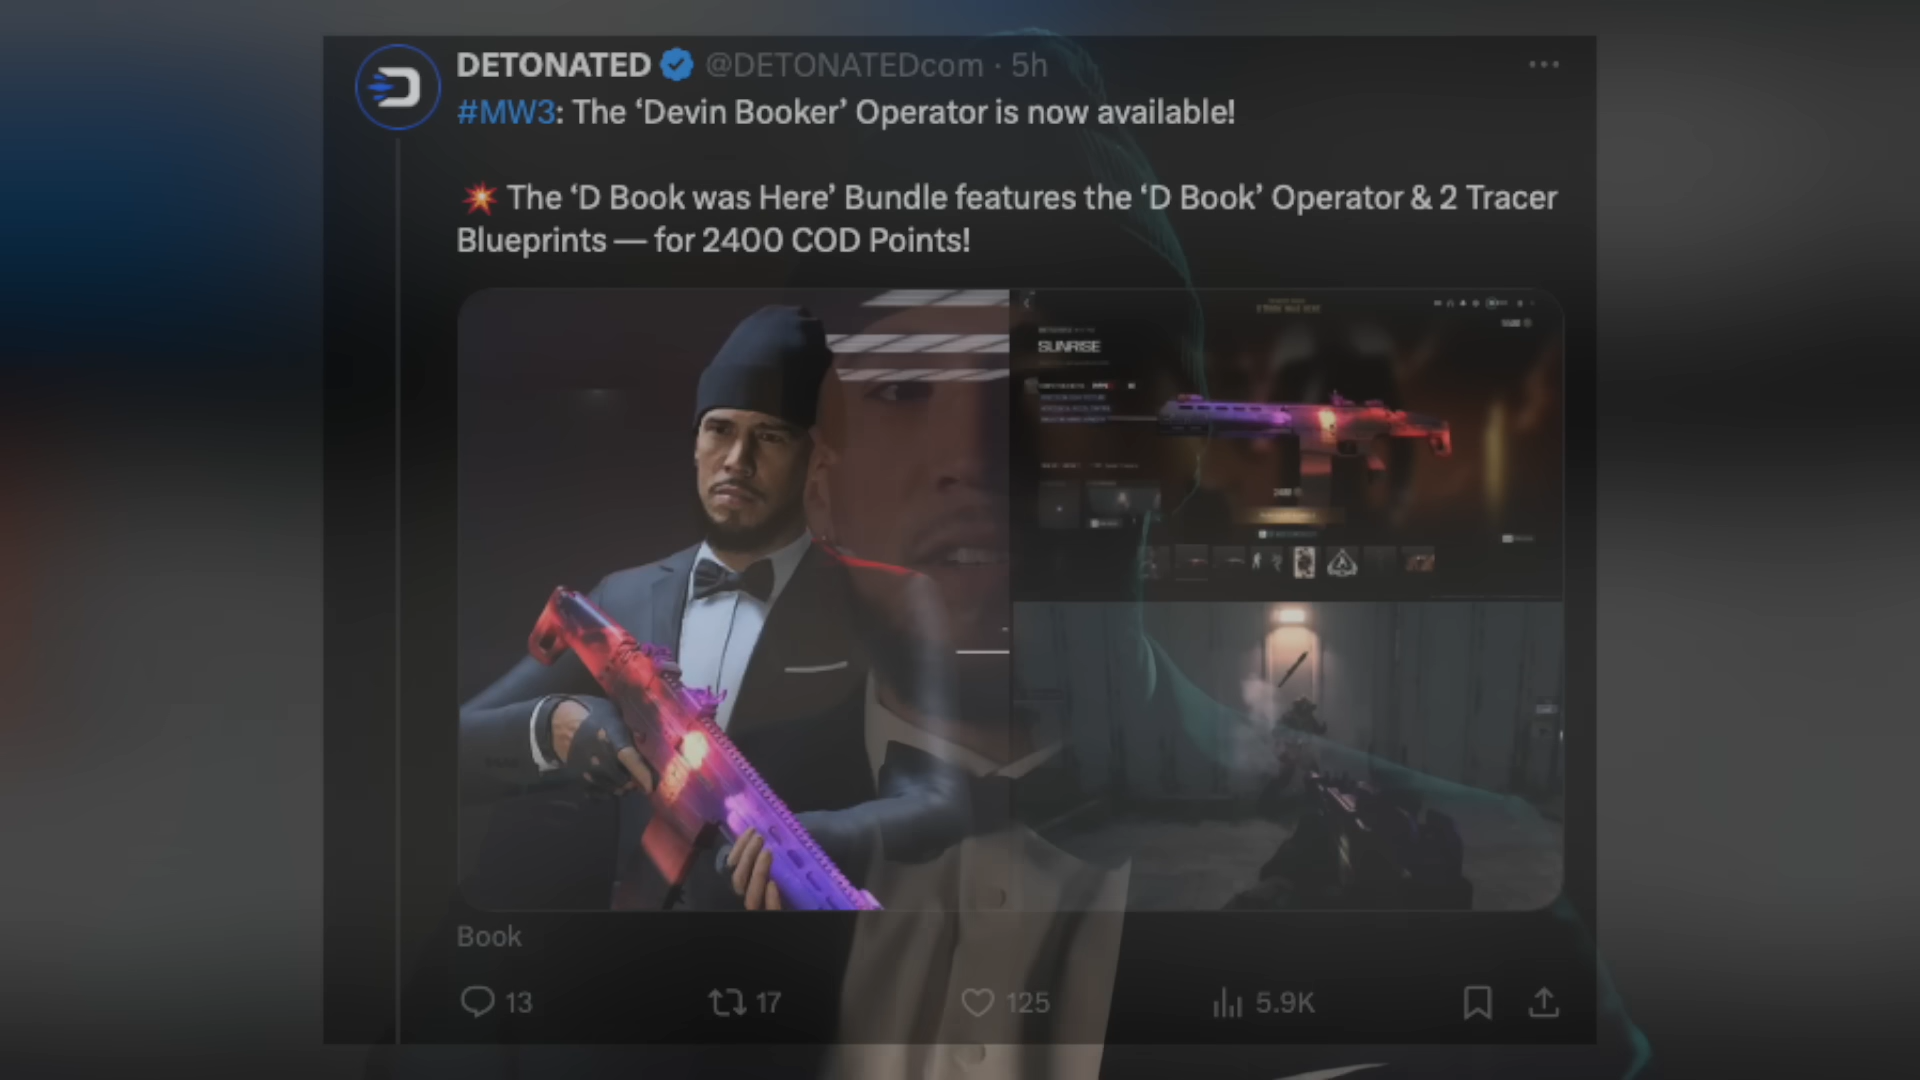 DETONATED @DETONATEDcom · 5h
#MW3: The ‘Devin Booker’ Operator is now available!
💥 The ‘D Book was Here’ Bundle features the ‘D Book’ Operator & 2 Tracer
Blueprints — for 2400 COD Points!
SUNRISE
Book
13 17 125 5.9K